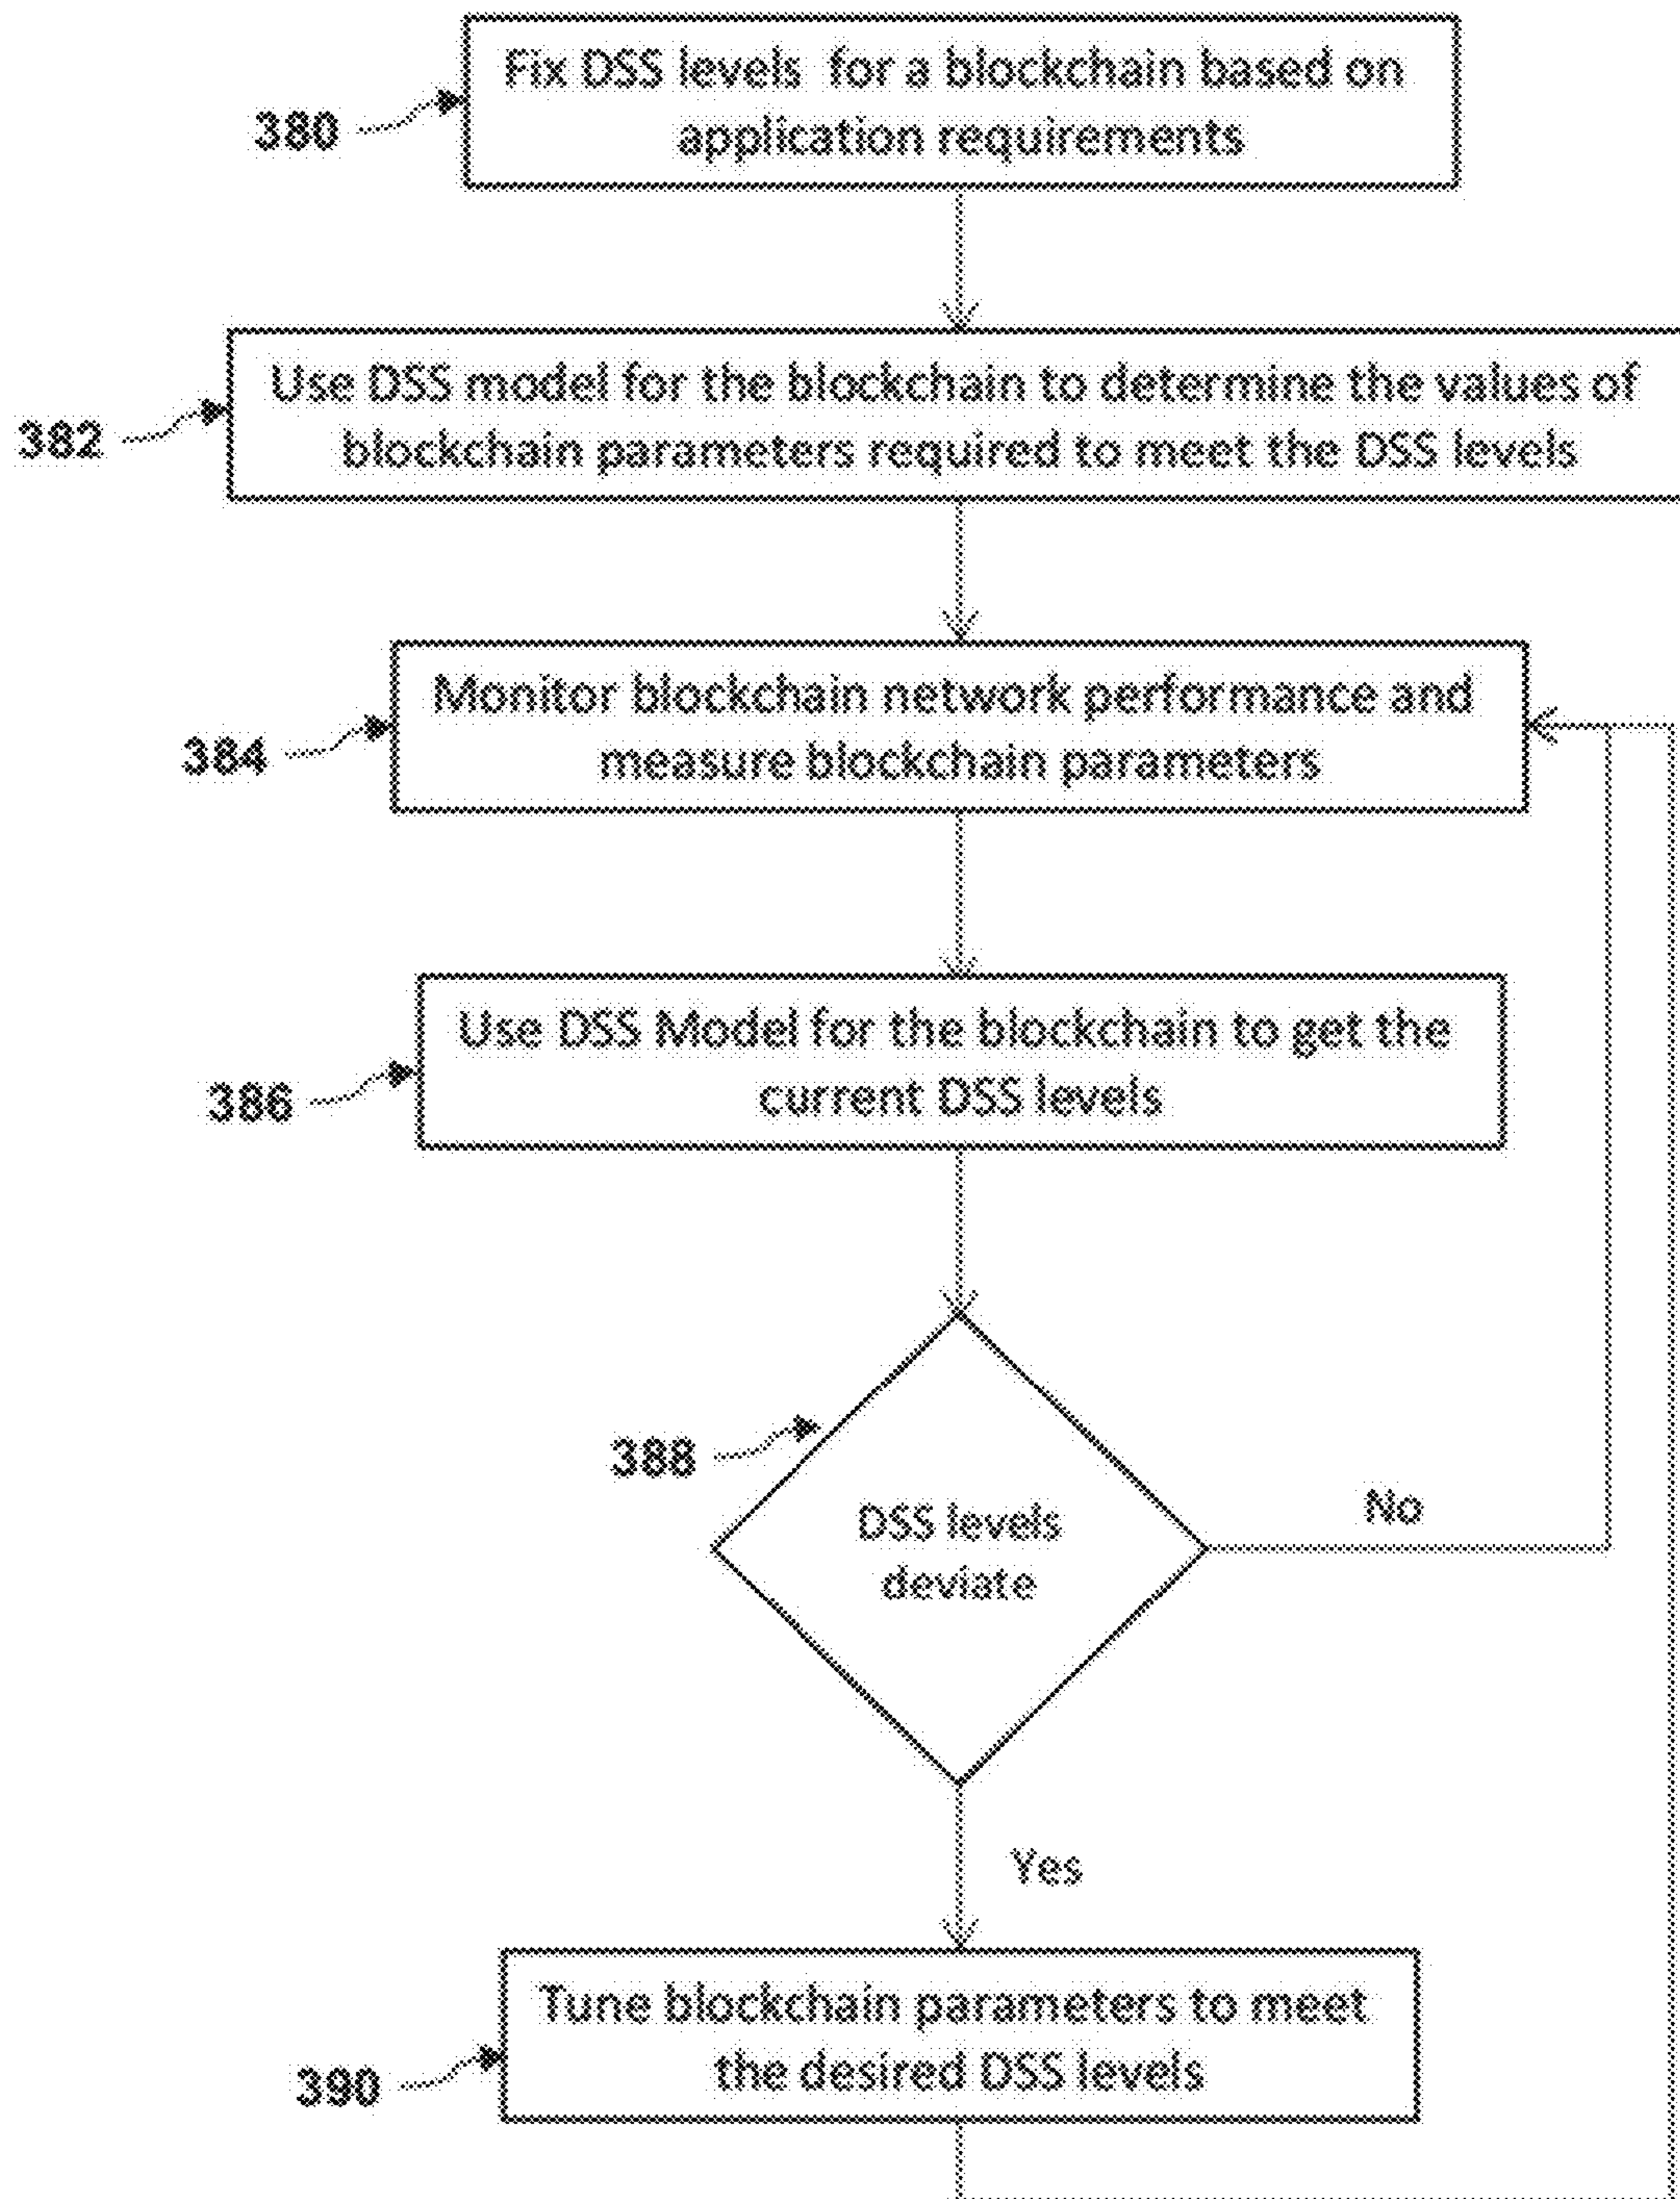 Fix DSS levels for a blockchain based on
application requirements
380
Use DSS model for the blockchain to determine the values of
blockchain parameters required to meet the DSS levels
382
Monitor blockchain network performance and
measure blockchain parameters
384
Use DSS Model for the blockchain to get the
current DSS levels
386
388
DSS levels
deviate
No
Yes
Tune blockchain parameters to meet
the desired DSS levels
390